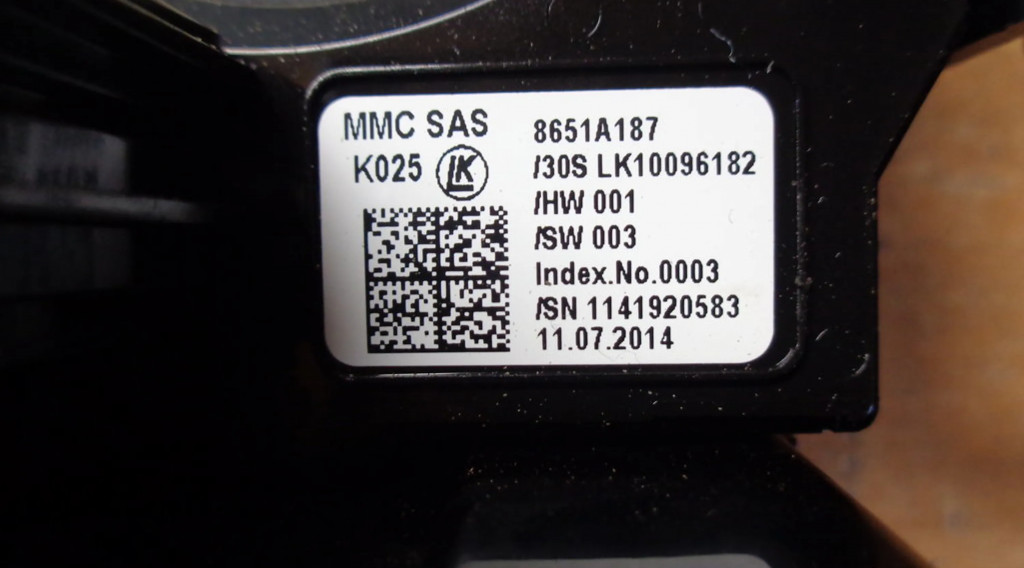 MMC SAS
K025 LK
8651A187
/30S LK10096182
/HW 001
/SW 003
Index.No.0003
/SN 1141920583
11.07.2014